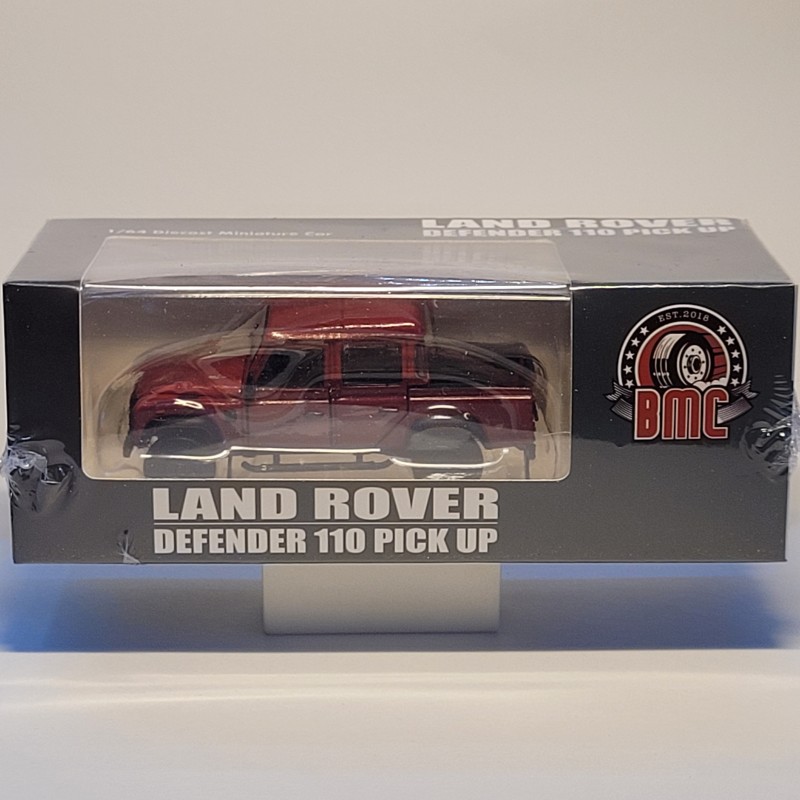 1/64 Diecast Miniature Car
LAND ROVER
DEFENDER 110 PICK UP
EST.2018
BMC
LAND ROVER
DEFENDER 110 PICK UP